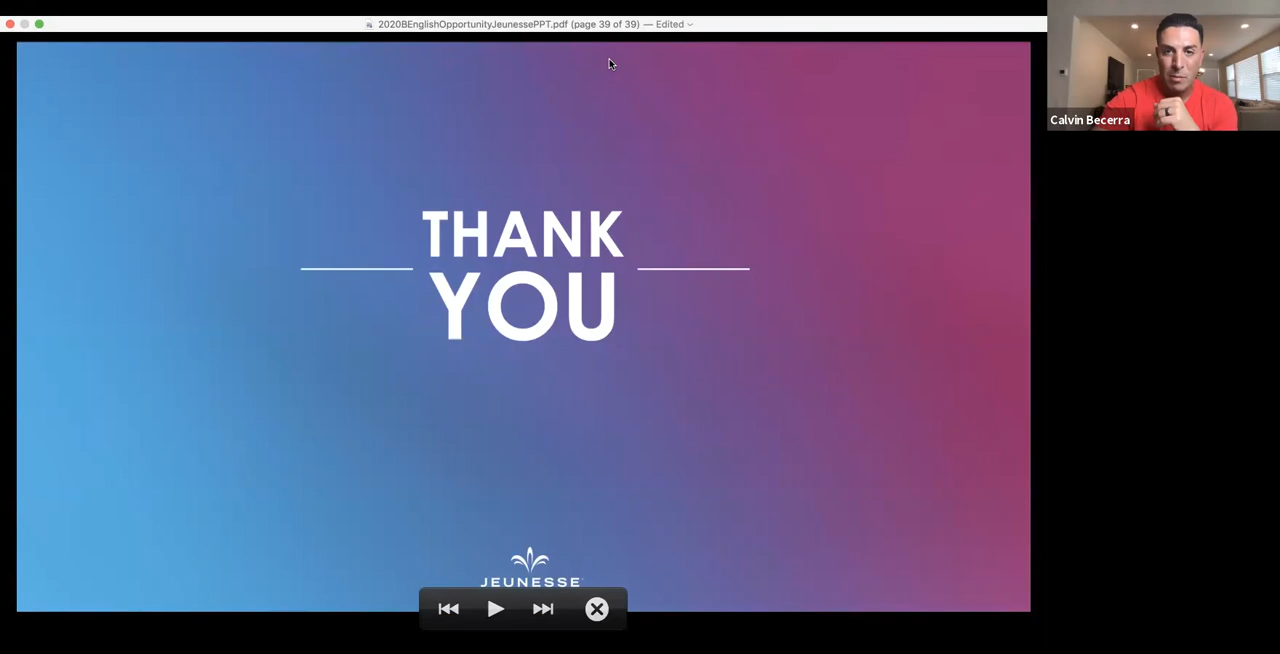 2020BEnglishOpportunityJeunessePPT.pdf (page 39 of 39) — Edited
Calvin Becerra
THANK
YOU
JEUNESSE